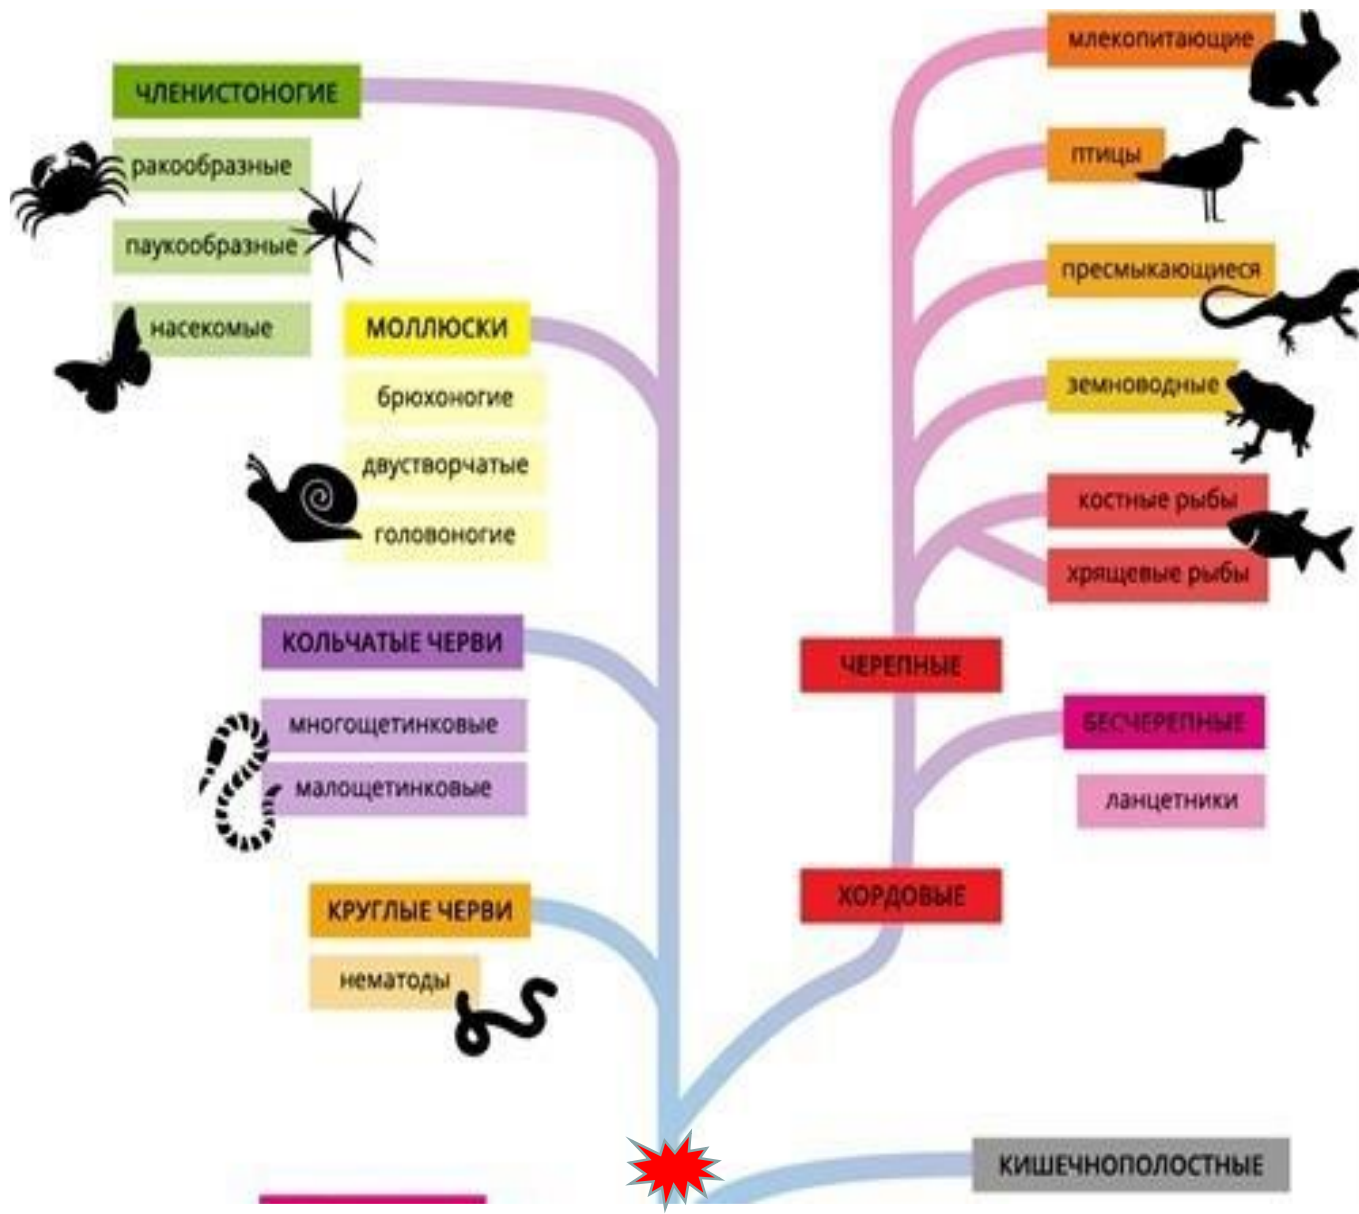 ЧЛЕНИСТОНОГИЕ
ракообразные
паукообразные
насекомые
МОЛЛЮСКИ
брюхоногие
двустворчатые
головоногие
КОЛЬЧАТЫЕ ЧЕРВИ
многощетинковые
малощетинковые
КРУГЛЫЕ ЧЕРВИ
нематоды
млекопитающие
птицы
пресмыкающиеся
земноводные
костные рыбы
хрящевые рыбы
ЧЕРЕПНЫЕ
БЕСЧЕРЕПНЫЕ
ланцетники
ХОРДОВЫЕ
КИШЕЧНОПОЛОСТНЫЕ